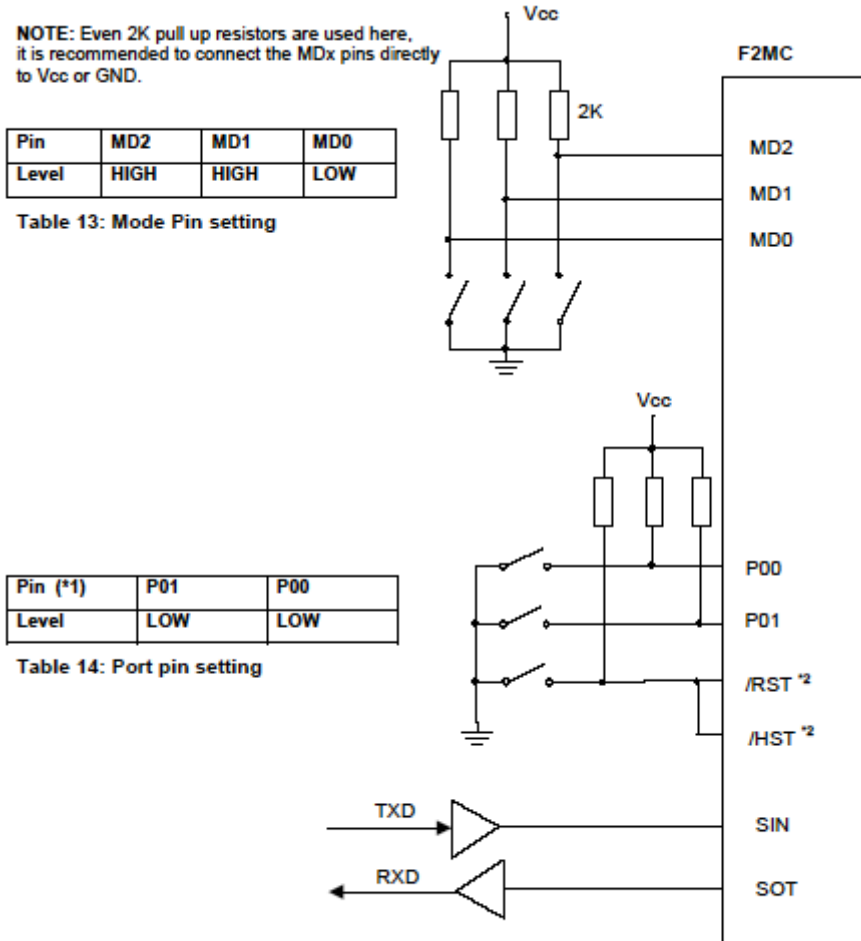 Vcc
NOTE: Even 2K pull up resistors are used here,
it is recommended to connect the MDx pins directly
to Vcc or GND.
F2MC
2K
Pin MD2 MD1 MD0
Level HIGH HIGH LOW
Table 13: Mode Pin setting
MD2
MD1
MD0
Vcc
Pin (*1) P01 P00
Level LOW LOW
Table 14: Port pin setting
P00
P01
/RST *2
/HST *2
TXD
SIN
RXD
SOT